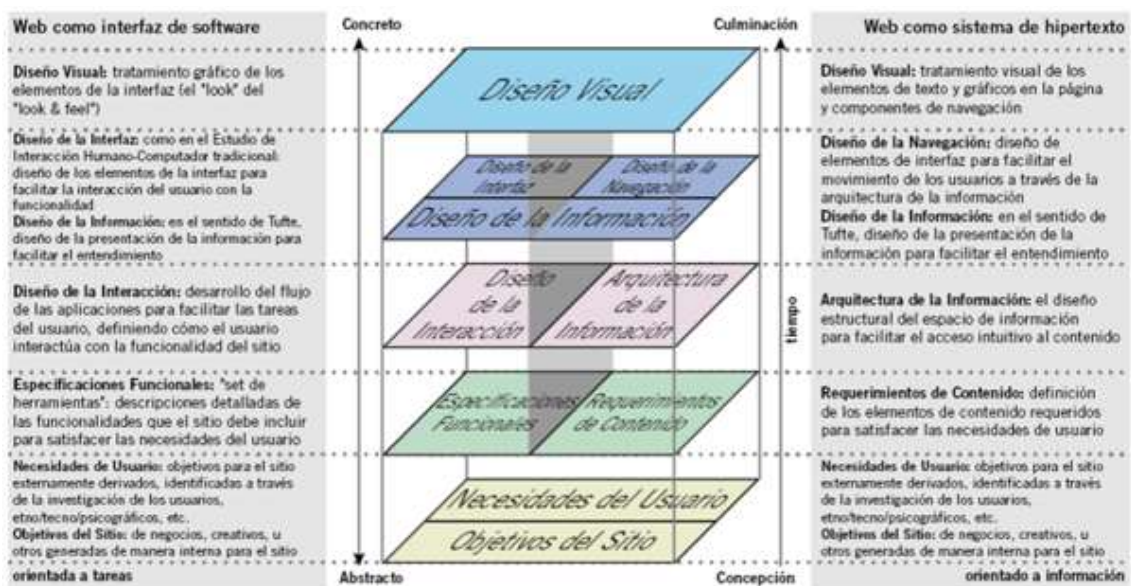 Web como interfaz de software
Diseño Visual: tratamiento gráfico de los
elementos de la interfaz (el "look" del
"look & feel")
Diseño de la Interfaz: como en el Estudio de
Interacción Humano-Computador tradicional:
diseño de los elementos de la interfaz para
facilitar la interacción del usuario con la
funcionalidad
Diseño de la Información: en el sentido de Tufte,
diseño de la presentación de la información para
facilitar el entendimiento
Diseño de la Interacción: desarrollo del flujo
de las aplicaciones para facilitar las tareas
del usuario, definiendo cómo el usuario
interactúa con la funcionalidad del sitio
Específicaciones Funcionales: "set de
herramientas": descripciones detalladas de
las funcionalidades que el sitio debe incluir
para satisfacer las necesidades del usuario
Necesidades de Usuario: objetivos para el sitio
externamente derivados, identificadas a través
de la investigación de los usuarios,
etno/tecno/psicográficos, etc.
Objetivos del Sitio: de negocios, creativos, u
otros generadas de manera interna para el sitio
orientada a tareas
Concreto
Culminación
Diseño Visual
Diseño de la
Interfaz
Diseño de la
Navegación
Diseño de la Información
Diseño
de la
Interacción
Arquitectura
de la
Información
Especificaciones
Funcionales
Requerimientos
de Contenido
Necesidades del Usuario
Objetivos del Sitio
tiempo
Abstracto
Concepción
Web como sistema de hipertexto
Diseño Visual: tratamiento visual de los
elementos de texto y gráficos en la página
y componentes de navegación
Diseño de la Navegación: diseño de
elementos de interfaz para facilitar el
movimiento de los usuarios a través de la
arquitectura de la información
Diseño de la Información: en el sentido de
Tufte, diseño de la presentación de la
información para facilitar el entendimiento
Arquitectura de la Información: el diseño
estructural del espacio de información
para facilitar el acceso intuitivo al contenido
Requerimientos de Contenido: definición
de los elementos de contenido requeridos
para satisfacer las necesidades de usuario
Necesidades de Usuario: objetivos para el sitio
externamente derivados, identificadas a través
de la investigación de los usuarios,
etno/tecno/psicográficos, etc.
Objetivos del Sitio: de negocios, creativos, u
otros generadas de manera interna para el sitio
orientado a información